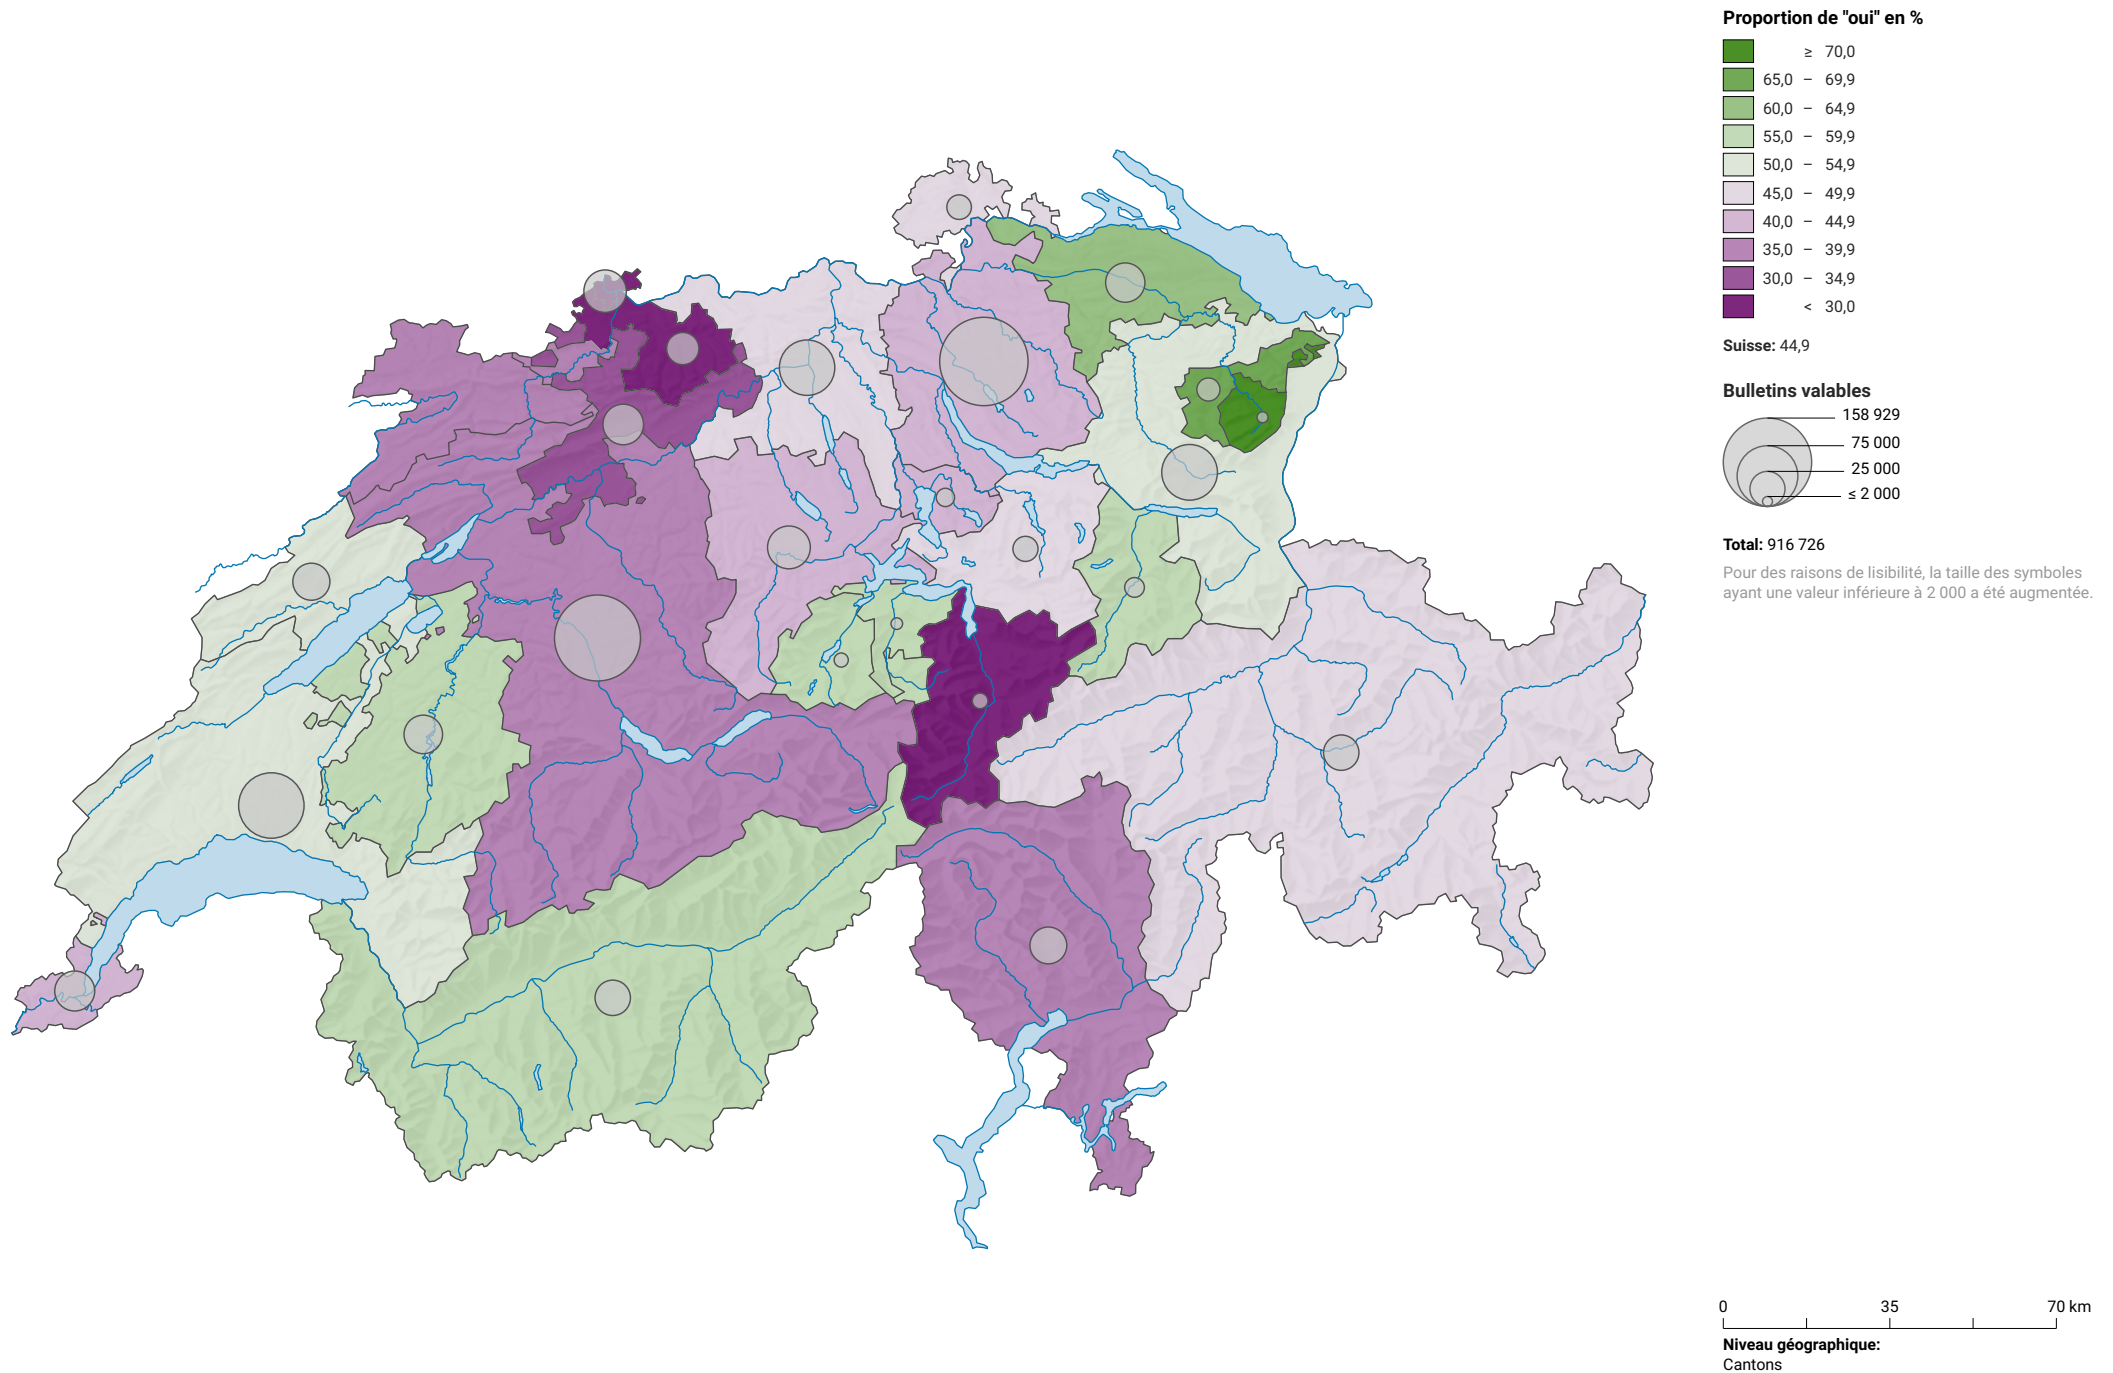 Proportion de "oui" en %
≥ 70,0
65,0 – 69,9
60,0 – 64,9
55,0 – 59,9
50,0 – 54,9
45,0 – 49,9
40,0 – 44,9
35,0 – 39,9
30,0 – 34,9
< 30,0
Suisse: 44,9
Bulletins valables
158 929
75 000
25 000
≤ 2 000
Total: 916 726
Pour des raisons de lisibilité, la taille des symboles
ayant une valeur inférieure à 2 000 a été augmentée.
0 35 70 km
Niveau géographique:
Cantons